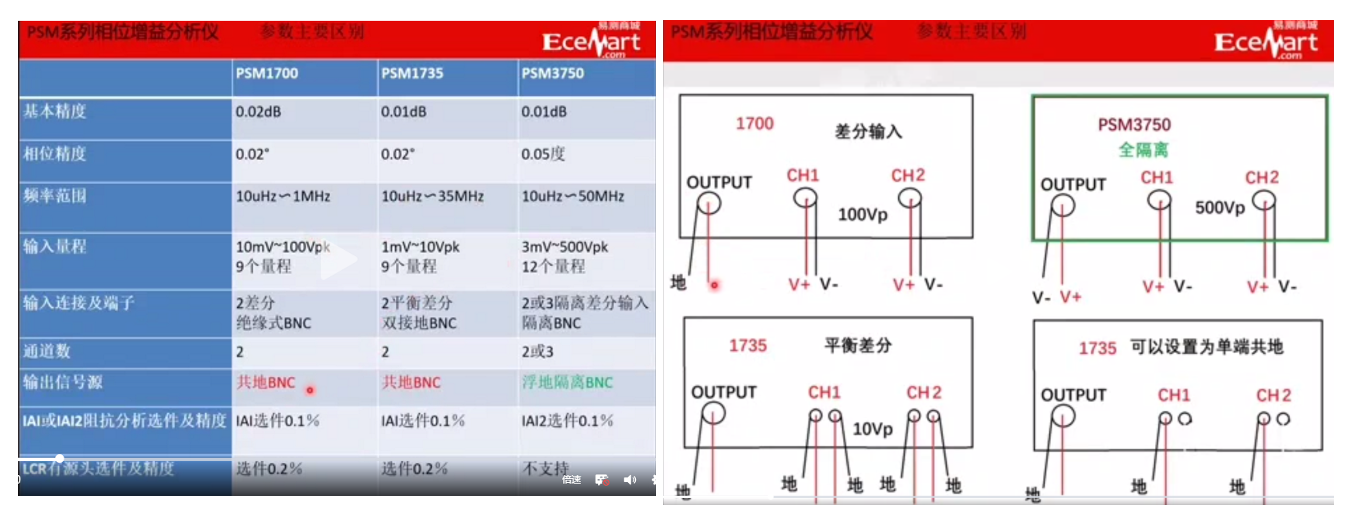 PSM系列相位增益分析仪 参数主要区别
易测商城
EceMart
.com
PSM1700 PSM1735 PSM3750
基本精度 0.02dB 0.01dB 0.01dB
相位精度 0.02° 0.02° 0.05度
频率范围 10uHz~1MHz 10uHz~35MHz 10uHz~50MHz
输入量程 10mV~100Vpk 1mV~10Vpk 3mV~500Vpk
9个量程 9个量程 12个量程
输入连接及端子 2差分 2平衡差分 2或3隔离差分输入
绝缘式BNC 双接地BNC 隔离BNC
通道数 2 2 2或3
输出信号源 共地BNC 共地BNC 浮地隔离BNC
IAI或IAI2阻抗分析选件及精度 IAI选件0.1% IAI选件0.1% IAI2选件0.1%
LCR有源头选件及精度 选件0.2% 选件0.2% 不支持
倍速
PSM系列相位增益分析仪 参数主要区别
易测商城
EceMart
.com
1700 差分输入
OUTPUT CH1 CH2
100Vp
地 V+ V- V+ V-
PSM3750
全隔离
OUTPUT CH1 CH2
500Vp
V- V+ V+ V- V+ V-
1735 平衡差分
OUTPUT CH1 CH2
10Vp
地 地 地 地 地
1735 可以设置为单端共地
OUTPUT CH1 CH2
地 地 地